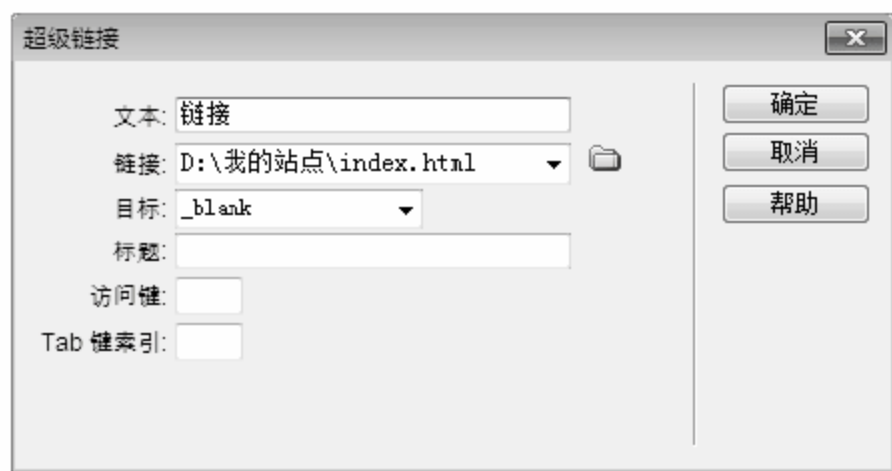 超级链接
文本: 链接
链接: D:\我的站点\index.html
目标: _blank
标题:
访问键:
Tab 键索引:
确定
取消
帮助